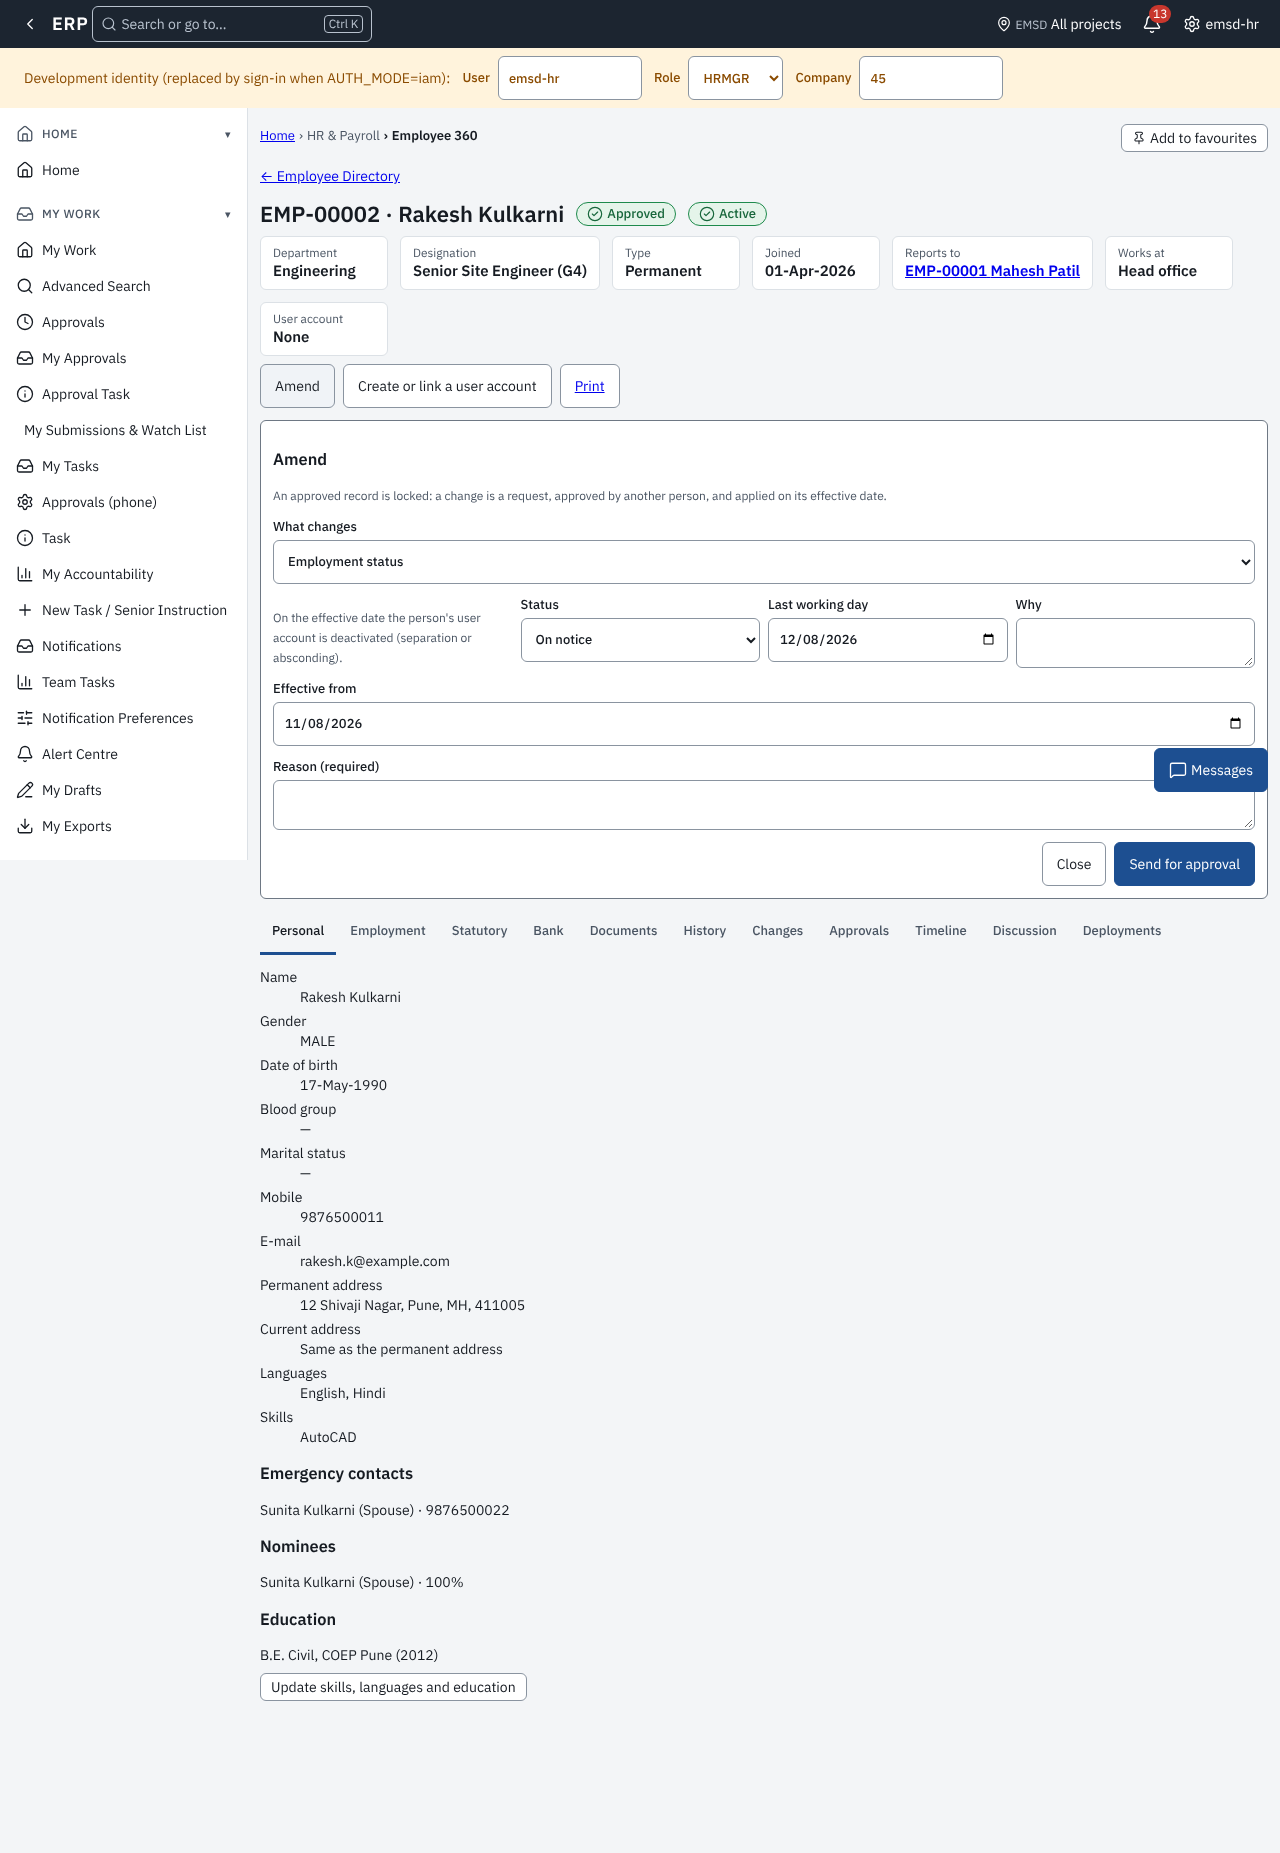 ERP
Search or go to...
Ctrl K
EMSD All projects
13
emsd-hr
Development identity (replaced by sign-in when AUTH_MODE=iam):
User
emsd-hr
Role
HRMGR
Company
45
HOME
Home
MY WORK
My Work
Advanced Search
Approvals
My Approvals
Approval Task
My Submissions & Watch List
My Tasks
Approvals (phone)
Task
My Accountability
New Task / Senior Instruction
Notifications
Team Tasks
Notification Preferences
Alert Centre
My Drafts
My Exports
Home › HR & Payroll › Employee 360
Add to favourites
← Employee Directory
EMP-00002 · Rakesh Kulkarni
Approved
Active
Department
Engineering
Designation
Senior Site Engineer (G4)
Type
Permanent
Joined
01-Apr-2026
Reports to
EMP-00001 Mahesh Patil
Works at
Head office
User account
None
Amend
Create or link a user account
Print
Amend
An approved record is locked: a change is a request, approved by another person, and applied on its effective date.
What changes
Employment status
On the effective date the person's user
account is deactivated (separation or
absconding).
Status
On notice
Last working day
12/08/2026
Why
Effective from
11/08/2026
Reason (required)
Messages
Close
Send for approval
Personal
Employment
Statutory
Bank
Documents
History
Changes
Approvals
Timeline
Discussion
Deployments
Name
Rakesh Kulkarni
Gender
MALE
Date of birth
17-May-1990
Blood group
—
Marital status
—
Mobile
9876500011
E-mail
rakesh.k@example.com
Permanent address
12 Shivaji Nagar, Pune, MH, 411005
Current address
Same as the permanent address
Languages
English, Hindi
Skills
AutoCAD
Emergency contacts
Sunita Kulkarni (Spouse) · 9876500022
Nominees
Sunita Kulkarni (Spouse) · 100%
Education
B.E. Civil, COEP Pune (2012)
Update skills, languages and education